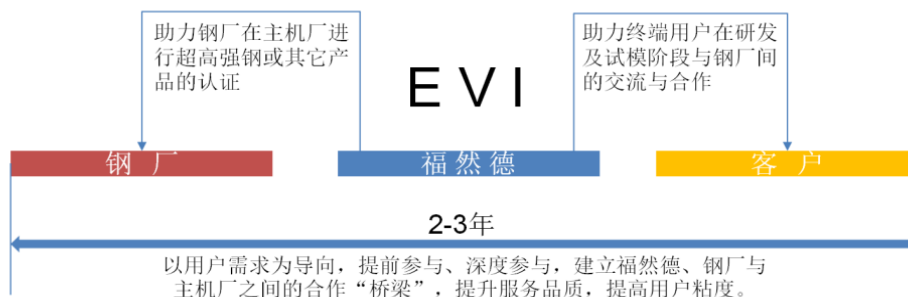 助力钢厂在主机厂进
行超高强钢或其它产
品的认证
EVI
助力终端用户在研发
及试模阶段与钢厂间
的交流与合作
钢 厂
福然德
客 户
2-3年
以用户需求为导向，提前参与、深度参与，建立福然德、钢厂与
主机厂之间的合作“桥梁”，提升服务品质，提高用户粘度。